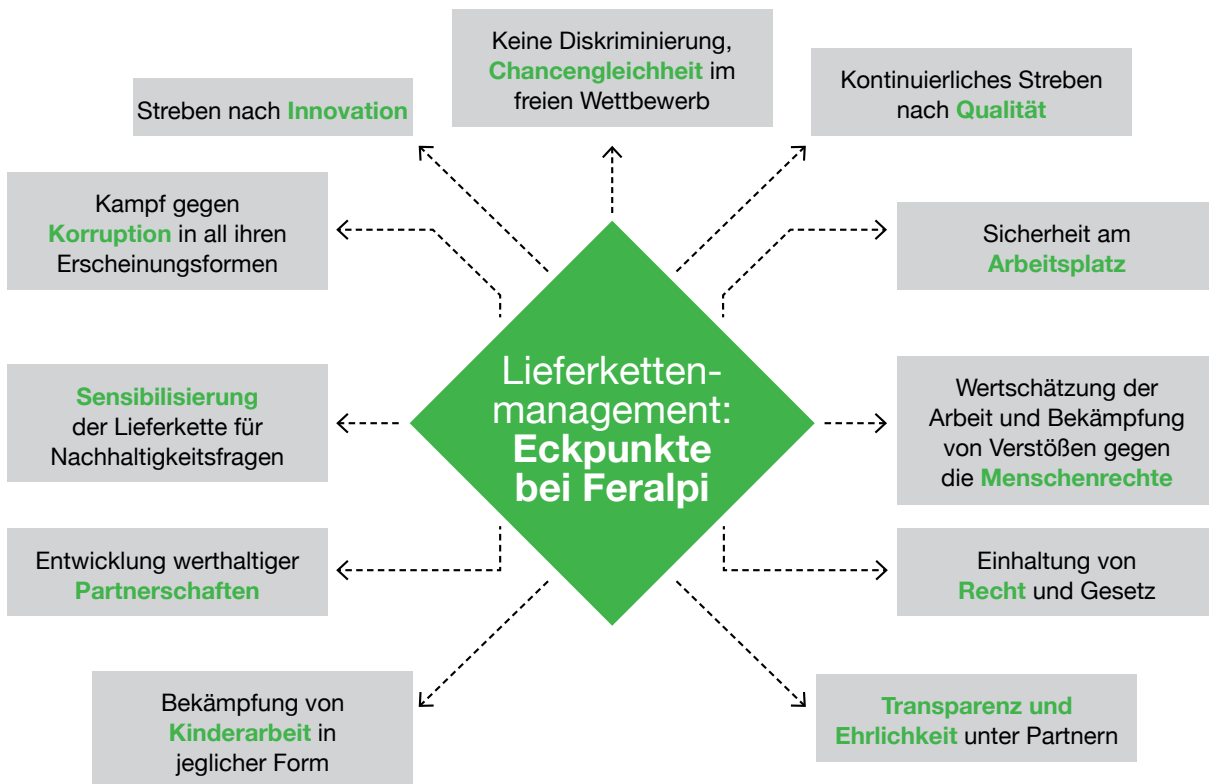 Keine Diskriminierung,
Chancengleichheit im
freien Wettbewerb
Streben nach Innovation
Kontinuierliches Streben
nach Qualität
Kampf gegen
Korruption in all ihren
Erscheinungsformen
Sicherheit am
Arbeitsplatz
Lieferketten-
management:
Eckpunkte
bei Feralpi
Sensibilisierung
der Lieferkette für
Nachhaltigkeitsfragen
Wertschätzung der
Arbeit und Bekämpfung
von Verstößen gegen
die Menschenrechte
Entwicklung werthaltiger
Partnerschaften
Einhaltung von
Recht und Gesetz
Bekämpfung von
Kinderarbeit in
jeglicher Form
Transparenz und
Ehrlichkeit unter Partnern